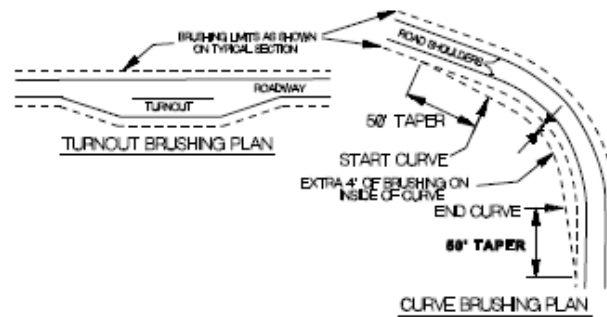 BRUSHING LIMITS AS SHOWN
ON TYPICAL SECTION
ROADWAY
TURNOUT
TURNOUT BRUSHING PLAN
ROAD SHOULDERS
50' TAPER
START CURVE
EXTRA 4' OF BRUSHING ON
INSIDE OF CURVE
END CURVE
50' TAPER
CURVE BRUSHING PLAN